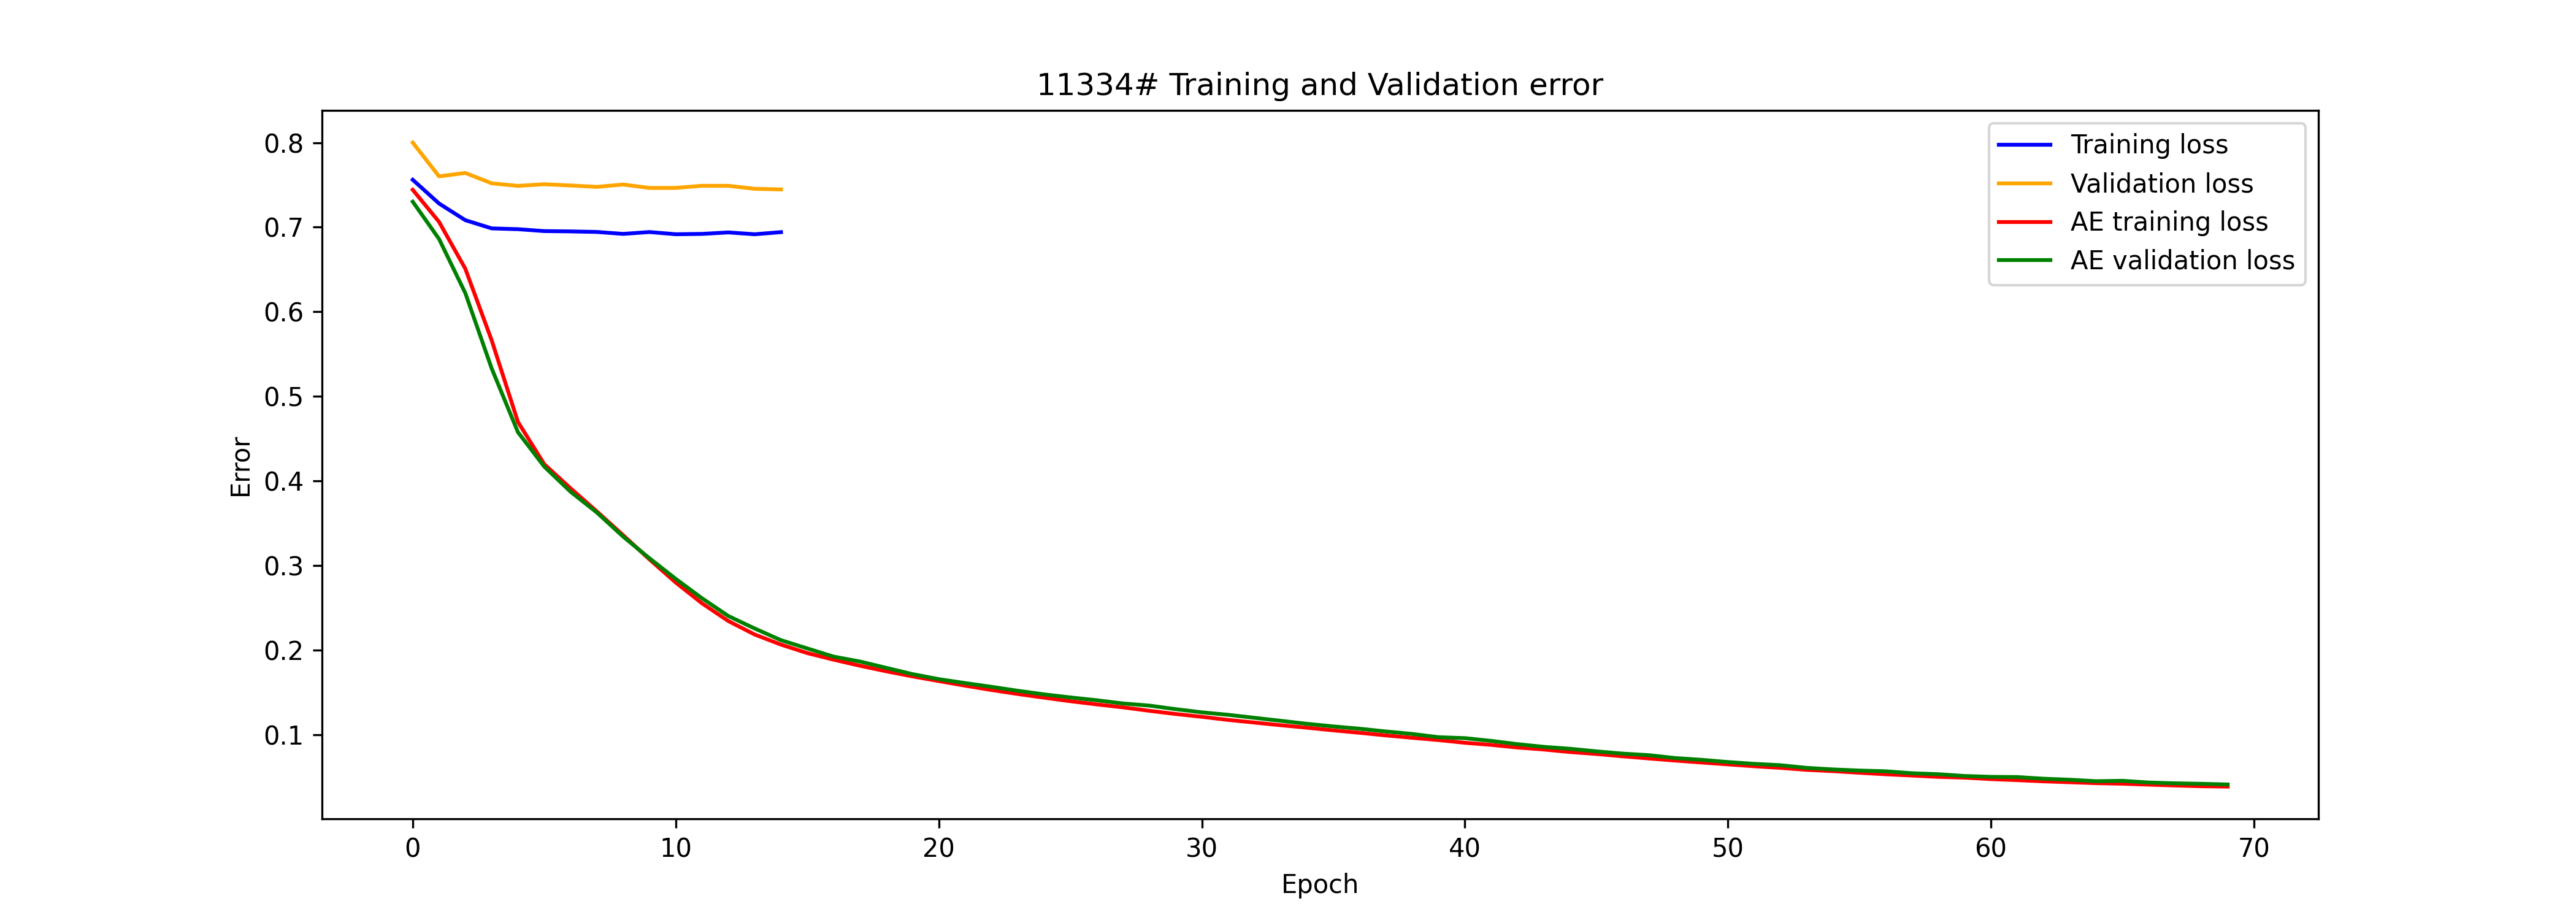 11334# Training and Validation error
Training loss
Validation loss
AE training loss
AE validation loss
Error
0.8
0.7
0.6
0.5
0.4
0.3
0.2
0.1
0 10 20 30 40 50 60 70
Epoch